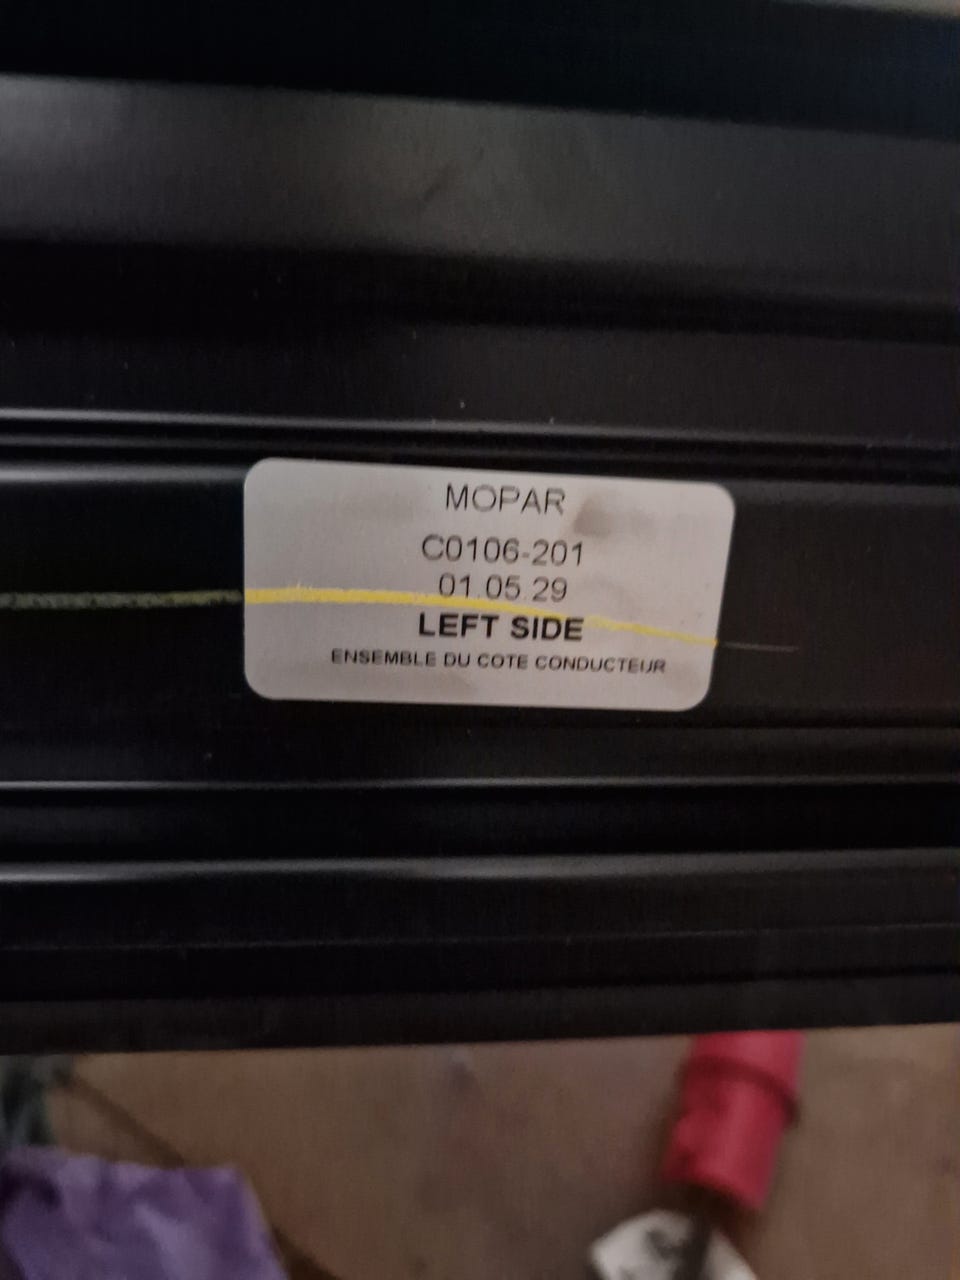 MOPAR
C0106-201
01.05.29
LEFT SIDE
ENSEMBLE DU COTE CONDUCTEUR